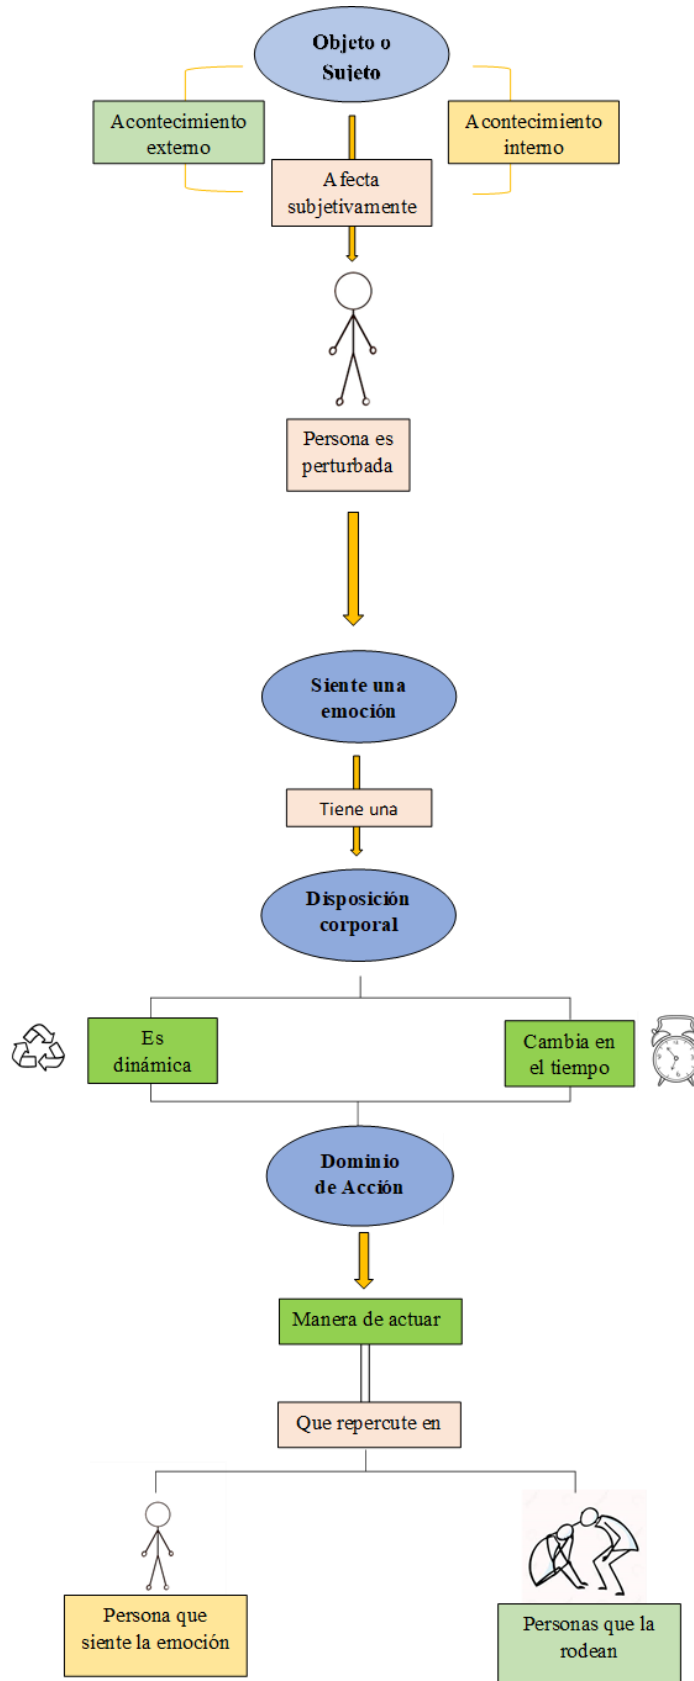 Objeto o
Sujeto
Acontecimiento
externo
Acontecimiento
interno
Afecta
subjetivamente
Persona es
perturbada
Siente una
emoción
Tiene una
Disposición
corporal
Es
dinámica
Cambia en
el tiempo
Dominio
de Acción
Manera de actuar
Que repercute en
Persona que
siente la emoción
Personas que la
rodean